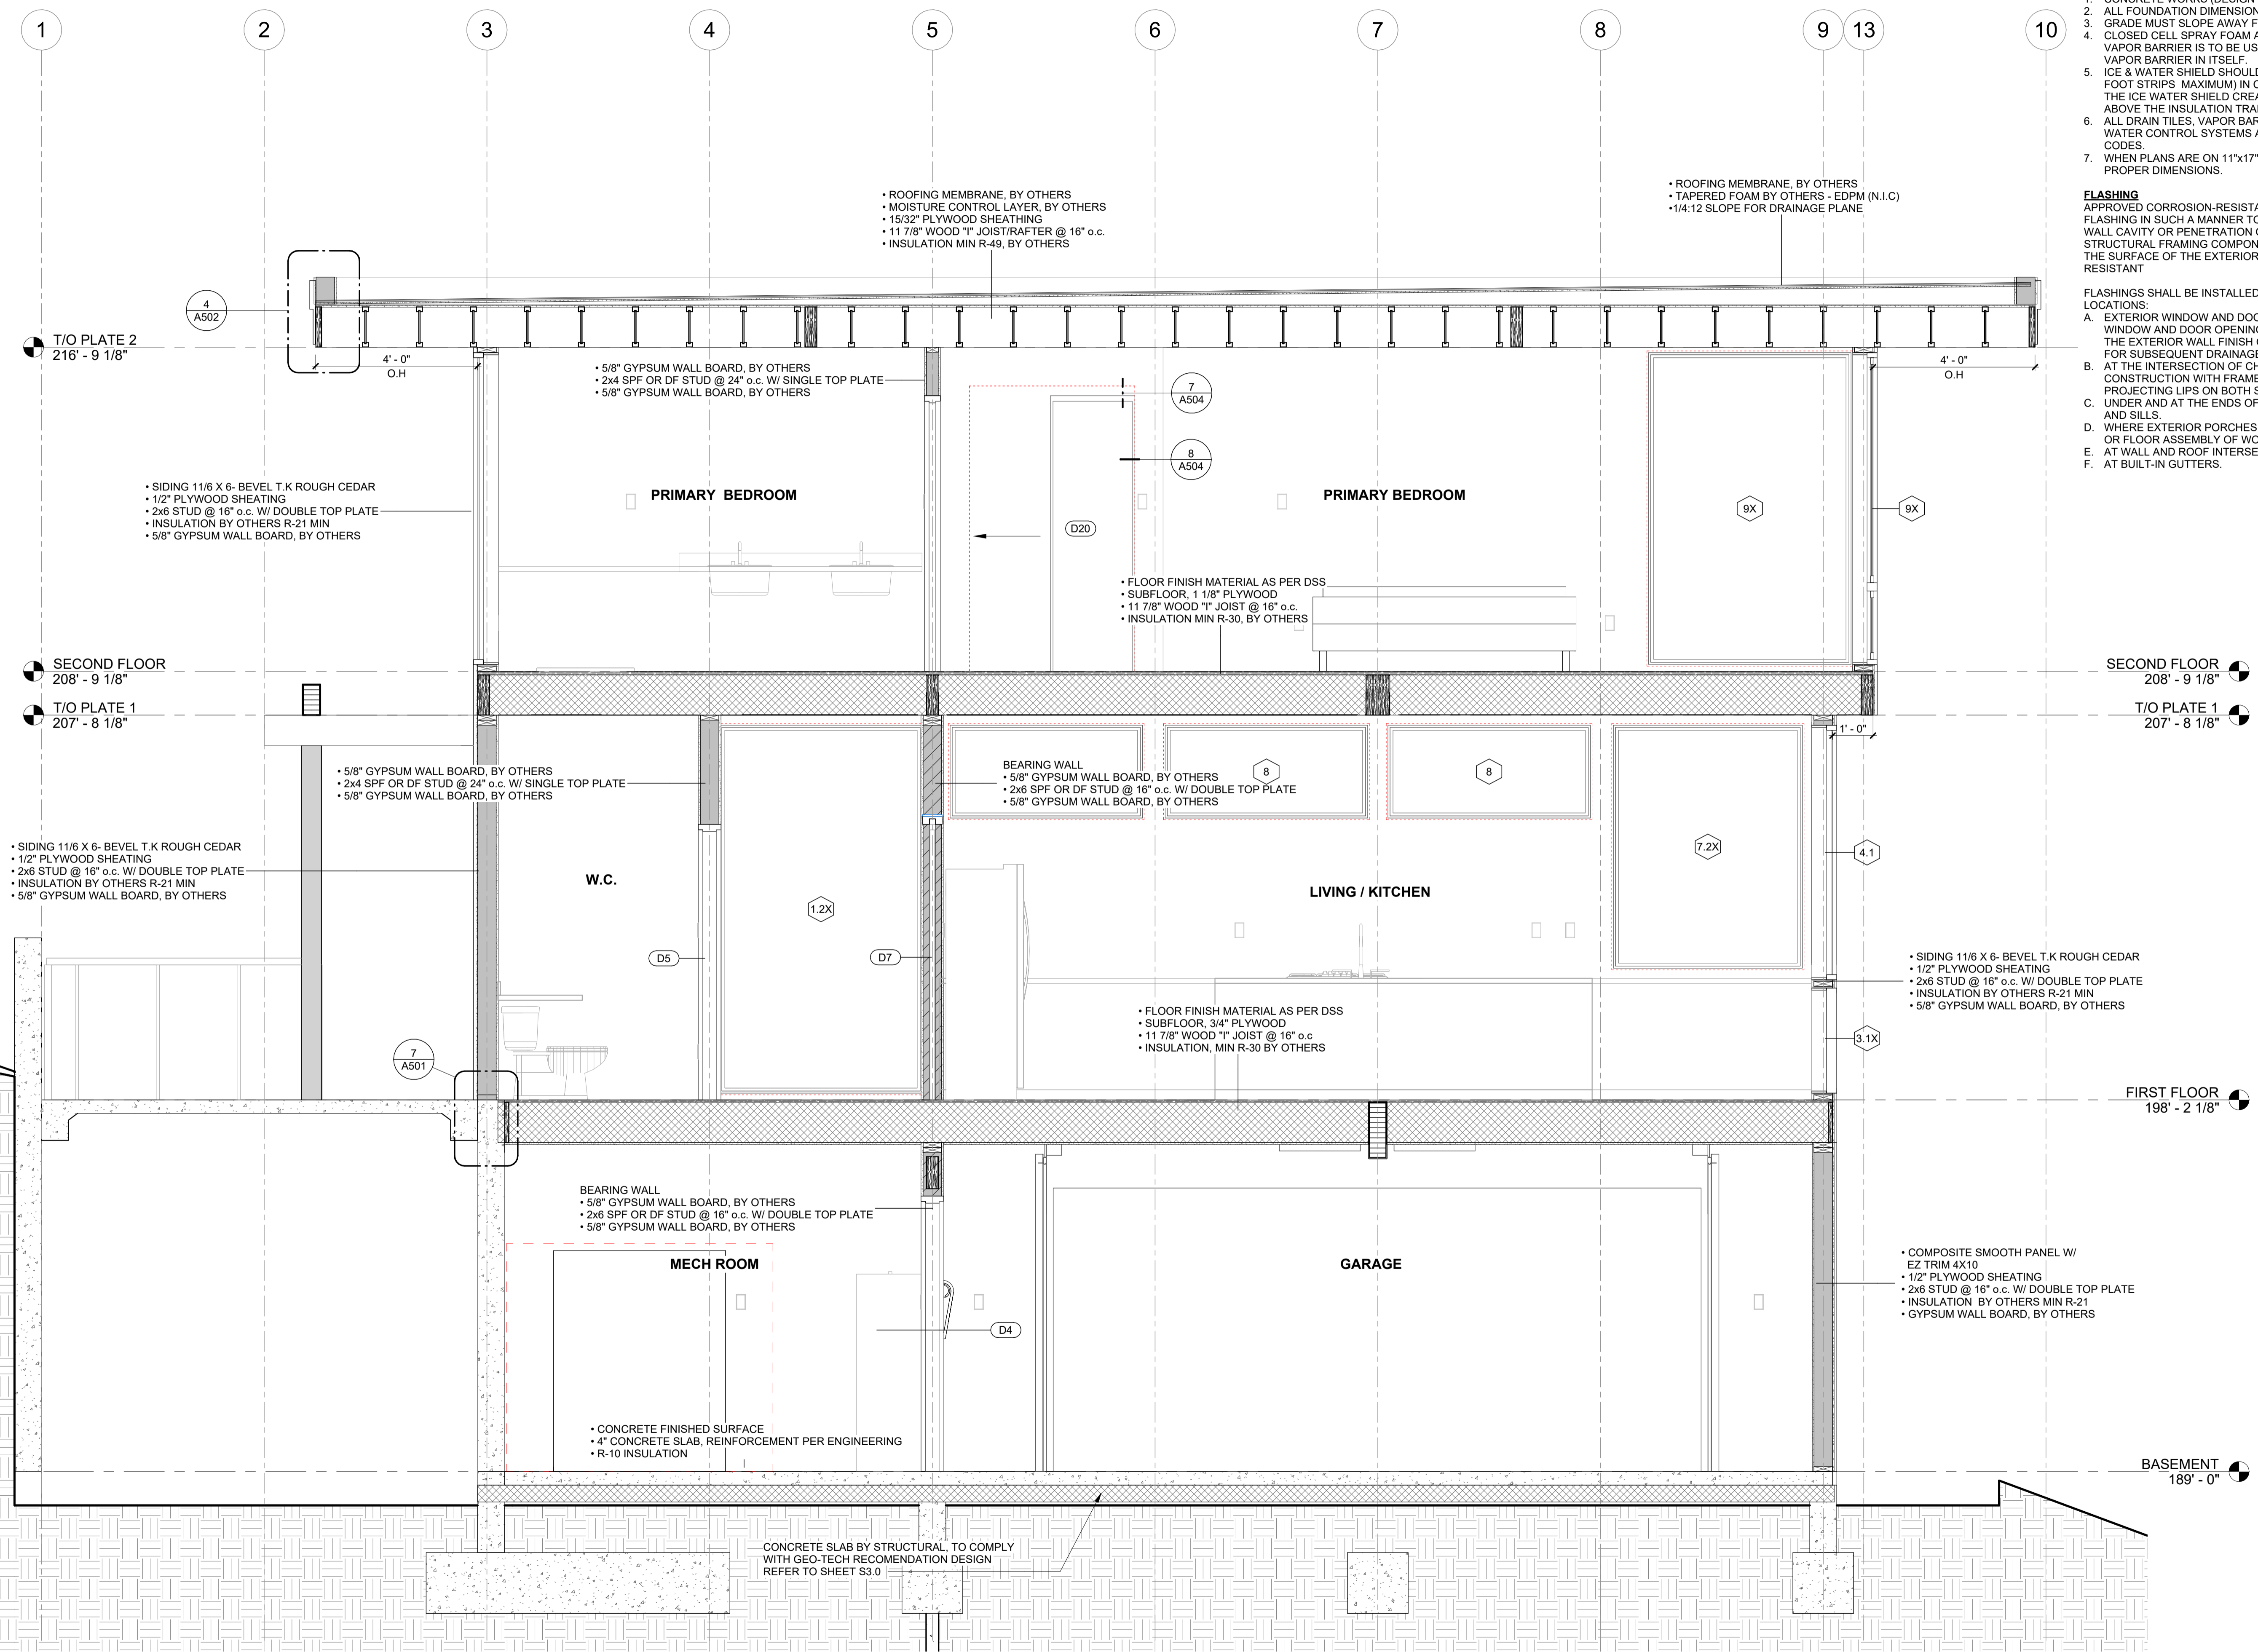 1 2 3 4 5 6 7 8 9 13 10
2. ALL FOUNDATION DIMENSION
3. GRADE MUST SLOPE AWAY F
4. CLOSED CELL SPRAY FOAM A
VAPOR BARRIER IS TO BE US
VAPOR BARRIER IN ITSELF.
5. ICE & WATER SHIELD SHOULD
FOOT STRIPS MAXIMUM) IN C
THE ICE WATER SHIELD CREA
ABOVE THE INSULATION TRA
6. ALL DRAIN TILES, VAPOR BAR
WATER CONTROL SYSTEMS A
CODES.
7. WHEN PLANS ARE ON 11"x17"
PROPER DIMENSIONS.
FLASHING
APPROVED CORROSION-RESISTA
FLASHING IN SUCH A MANNER TO
WALL CAVITY OR PENETRATION O
STRUCTURAL FRAMING COMPON
THE SURFACE OF THE EXTERIOR
RESISTANT
FLASHINGS SHALL BE INSTALLED
LOCATIONS:
A. EXTERIOR WINDOW AND DOO
WINDOW AND DOOR OPENING
THE EXTERIOR WALL FINISH O
FOR SUBSEQUENT DRAINAGE
B. AT THE INTERSECTION OF CH
CONSTRUCTION WITH FRAME
PROJECTING LIPS ON BOTH S
C. UNDER AND AT THE ENDS OF
AND SILLS.
D. WHERE EXTERIOR PORCHES
OR FLOOR ASSEMBLY OF WO
E. AT WALL AND ROOF INTERSE
F. AT BUILT-IN GUTTERS.
• ROOFING MEMBRANE, BY OTHERS
• MOISTURE CONTROL LAYER, BY OTHERS
• 15/32" PLYWOOD SHEATHING
• 11 7/8" WOOD "I" JOIST/RAFTER @ 16" o.c.
• INSULATION MIN R-49, BY OTHERS
• ROOFING MEMBRANE, BY OTHERS
• TAPERED FOAM BY OTHERS - EDPM (N.I.C)
•1/4:12 SLOPE FOR DRAINAGE PLANE
4
A502
T/O PLATE 2
216' - 9 1/8"
4' - 0"
O.H
• 5/8" GYPSUM WALL BOARD, BY OTHERS
• 2x4 SPF OR DF STUD @ 24" o.c. W/ SINGLE TOP PLATE
• 5/8" GYPSUM WALL BOARD, BY OTHERS
7
A504
8
A504
4' - 0"
O.H
• SIDING 11/6 X 6- BEVEL T.K ROUGH CEDAR
• 1/2" PLYWOOD SHEATING
• 2x6 STUD @ 16" o.c. W/ DOUBLE TOP PLATE
• INSULATION BY OTHERS R-21 MIN
• 5/8" GYPSUM WALL BOARD, BY OTHERS
PRIMARY BEDROOM
PRIMARY BEDROOM
D20
9X
9X
• FLOOR FINISH MATERIAL AS PER DSS
• SUBFLOOR, 1 1/8" PLYWOOD
• 11 7/8" WOOD "I" JOIST @ 16" o.c.
• INSULATION MIN R-30, BY OTHERS
SECOND FLOOR
208' - 9 1/8"
SECOND FLOOR
208' - 9 1/8"
T/O PLATE 1
207' - 8 1/8"
T/O PLATE 1
207' - 8 1/8"
1' - 0"
• 5/8" GYPSUM WALL BOARD, BY OTHERS
• 2x4 SPF OR DF STUD @ 24" o.c. W/ SINGLE TOP PLATE
• 5/8" GYPSUM WALL BOARD, BY OTHERS
BEARING WALL
• 5/8" GYPSUM WALL BOARD, BY OTHERS
• 2x6 SPF OR DF STUD @ 16" o.c. W/ DOUBLE TOP PLATE
• 5/8" GYPSUM WALL BOARD, BY OTHERS
8
8
7.2X
4.1
• SIDING 11/6 X 6- BEVEL T.K ROUGH CEDAR
• 1/2" PLYWOOD SHEATING
• 2x6 STUD @ 16" o.c. W/ DOUBLE TOP PLATE
• INSULATION BY OTHERS R-21 MIN
• 5/8" GYPSUM WALL BOARD, BY OTHERS
W.C.
1.2X
LIVING / KITCHEN
D5
D7
• SIDING 11/6 X 6- BEVEL T.K ROUGH CEDAR
• 1/2" PLYWOOD SHEATING
• 2x6 STUD @ 16" o.c. W/ DOUBLE TOP PLATE
• INSULATION BY OTHERS R-21 MIN
• 5/8" GYPSUM WALL BOARD, BY OTHERS
• FLOOR FINISH MATERIAL AS PER DSS
• SUBFLOOR, 3/4" PLYWOOD
• 11 7/8" WOOD "I" JOIST @ 16" o.c
• INSULATION, MIN R-30 BY OTHERS
3.1X
7
A501
FIRST FLOOR
198' - 2 1/8"
BEARING WALL
• 5/8" GYPSUM WALL BOARD, BY OTHERS
• 2x6 SPF OR DF STUD @ 16" o.c. W/ DOUBLE TOP PLATE
• 5/8" GYPSUM WALL BOARD, BY OTHERS
MECH ROOM
GARAGE
• COMPOSITE SMOOTH PANEL W/
EZ TRIM 4X10
• 1/2" PLYWOOD SHEATING
• 2x6 STUD @ 16" o.c. W/ DOUBLE TOP PLATE
• INSULATION BY OTHERS MIN R-21
• GYPSUM WALL BOARD, BY OTHERS
D4
• CONCRETE FINISHED SURFACE
• 4" CONCRETE SLAB, REINFORCEMENT PER ENGINEERING
• R-10 INSULATION
BASEMENT
189' - 0"
CONCRETE SLAB BY STRUCTURAL, TO COMPLY
WITH GEO-TECH RECOMENDATION DESIGN
REFER TO SHEET S3.0